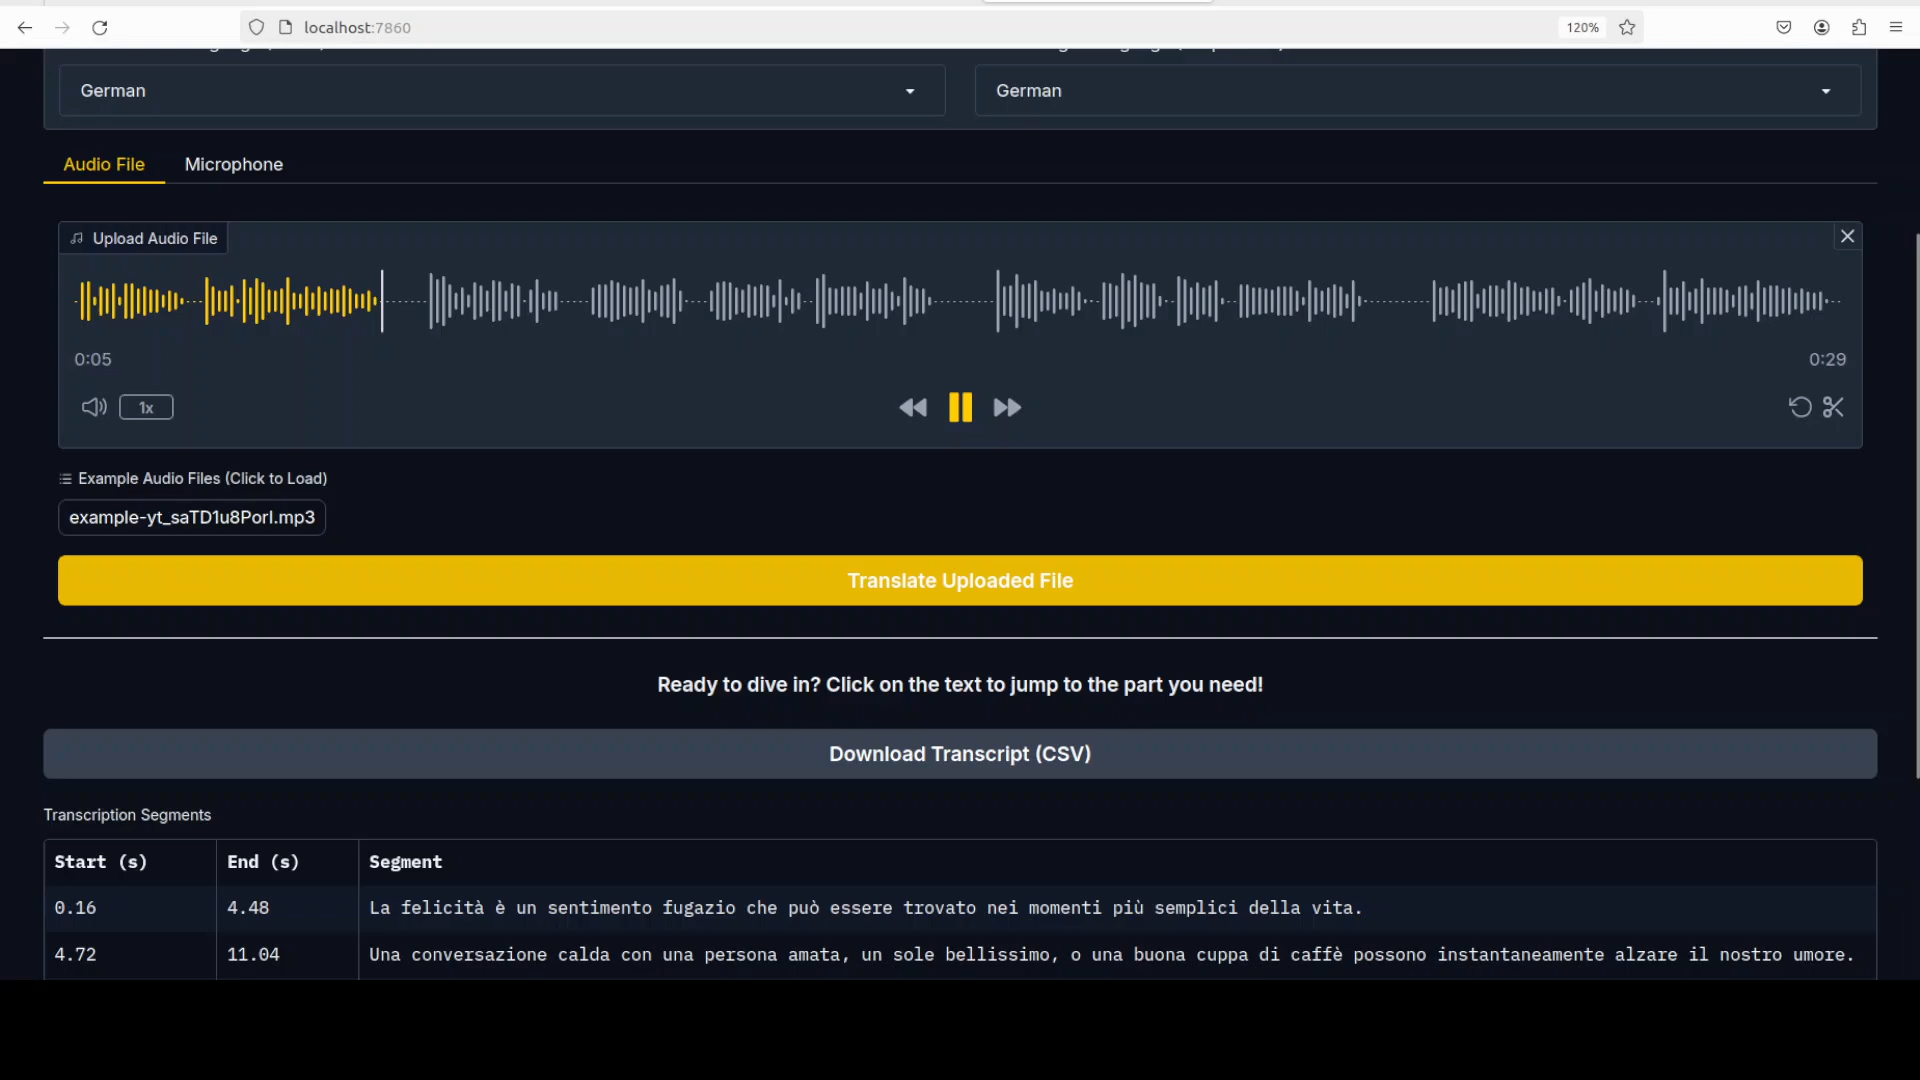 localhost:7860
120%
German
German
Audio File
Microphone
Upload Audio File
0:05
0:29
1x
Example Audio Files (Click to Load)
example-yt_saTD1u8PorI.mp3
Translate Uploaded File
Ready to dive in? Click on the text to jump to the part you need!
Download Transcript (CSV)
Transcription Segments
Start (s) End (s) Segment
0.16 4.48 La felicità è un sentimento fugazio che può essere trovato nei momenti più semplici della vita.
4.72 11.04 Una conversazione calda con una persona amata, un sole bellissimo, o una buona cuppa di caffè possono instantaneamente alzare il nostro umore.